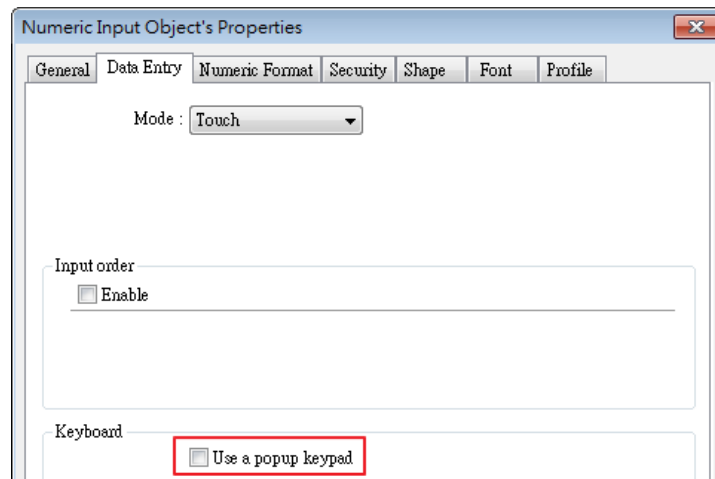 Numeric Input Object's Properties
General Data Entry Numeric Format Security Shape Font Profile
Mode : Touch
Input order
Enable
Keyboard
Use a popup keypad